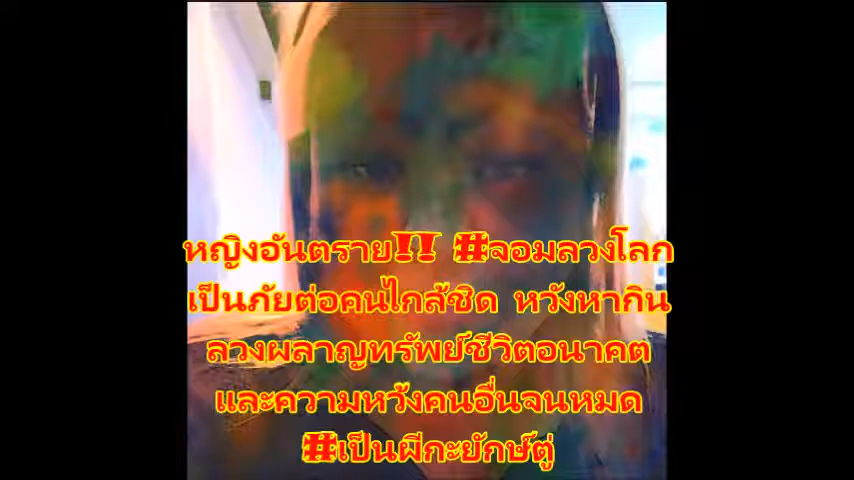 หญิงอันตราย!! #จอมลวงโลก
เป็นภัยต่อคนใกล้ชิด หวังหากิน
ลวงผลาญทรัพย์ชีวิตอนาคต
และความหวังคนอื่นจนหมด
#เป็นผีกะยักษ์ตู่